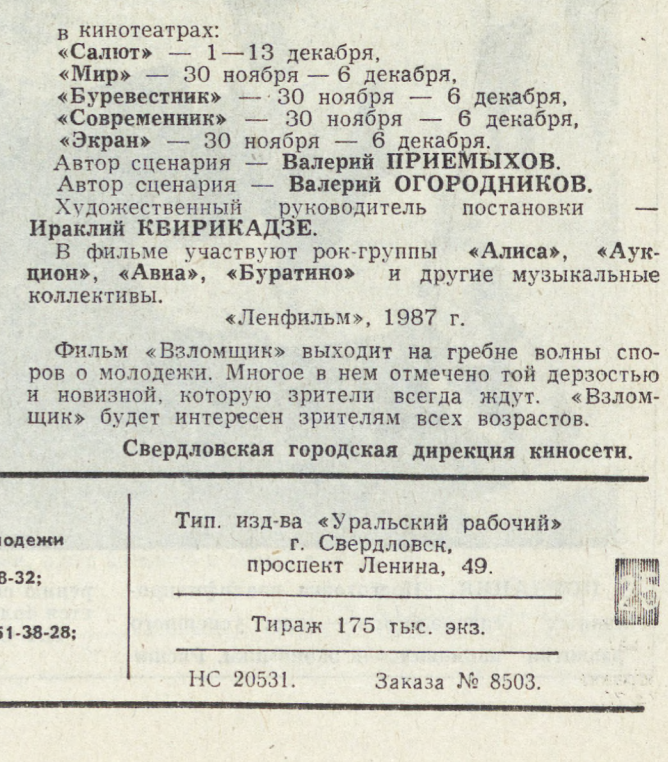 в кинотеатрах:
«Салют» — 1—13 декабря,
«Мир» — 30 ноября — 6 декабря,
«Буревестник» — 30 ноября — 6 декабря,
«Современник» — 30 ноября — 6 декабря,
«Экран» — 30 ноября — 6 декабря.
Автор сценария — Валерий ПРИЕМЫХОВ.
Автор сценария — Валерий ОГОРОДНИКОВ.
Художественный руководитель постановки —
Ираклий КВИРИКАДЗЕ.
В фильме участвуют рок-группы «Алиса», «Аук-
цион», «Авиа», «Буратино» и другие музыкальные
коллективы.
«Ленфильм», 1987 г.
Фильм «Взломщик» выходит на гребне волны спо-
ров о молодежи. Многое в нем отмечено той дерзостью
и новизной, которую зрители всегда ждут. «Взлом-
щик» будет интересен зрителям всех возрастов.
Свердловская городская дирекция киносети.
лодежи
8-32;
51-38-28;
Тип. изд-ва «Уральский рабочий»
г. Свердловск,
проспект Ленина, 49.
Тираж 175 тыс. экз.
НС 20531. Заказа № 8503.